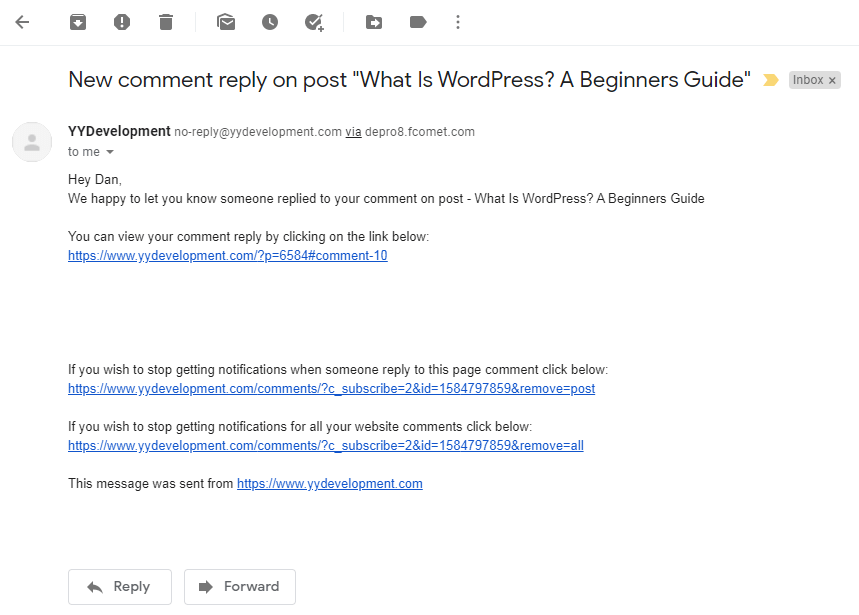 New comment reply on post "What Is WordPress? A Beginners Guide"
Inbox ×
YYDevelopment no-reply@yydevelopment.com via depro8.fcomet.com
to me
Hey Dan,
We happy to let you know someone replied to your comment on post - What Is WordPress? A Beginners Guide
You can view your comment reply by clicking on the link below:
https://www.yydevelopment.com/?p=6584#comment-10
If you wish to stop getting notifications when someone reply to this page comment click below:
https://www.yydevelopment.com/comments/?c_subscribe=2&id=1584797859&remove=post
If you wish to stop getting notifications for all your website comments click below:
https://www.yydevelopment.com/comments/?c_subscribe=2&id=1584797859&remove=all
This message was sent from https://www.yydevelopment.com
Reply
Forward